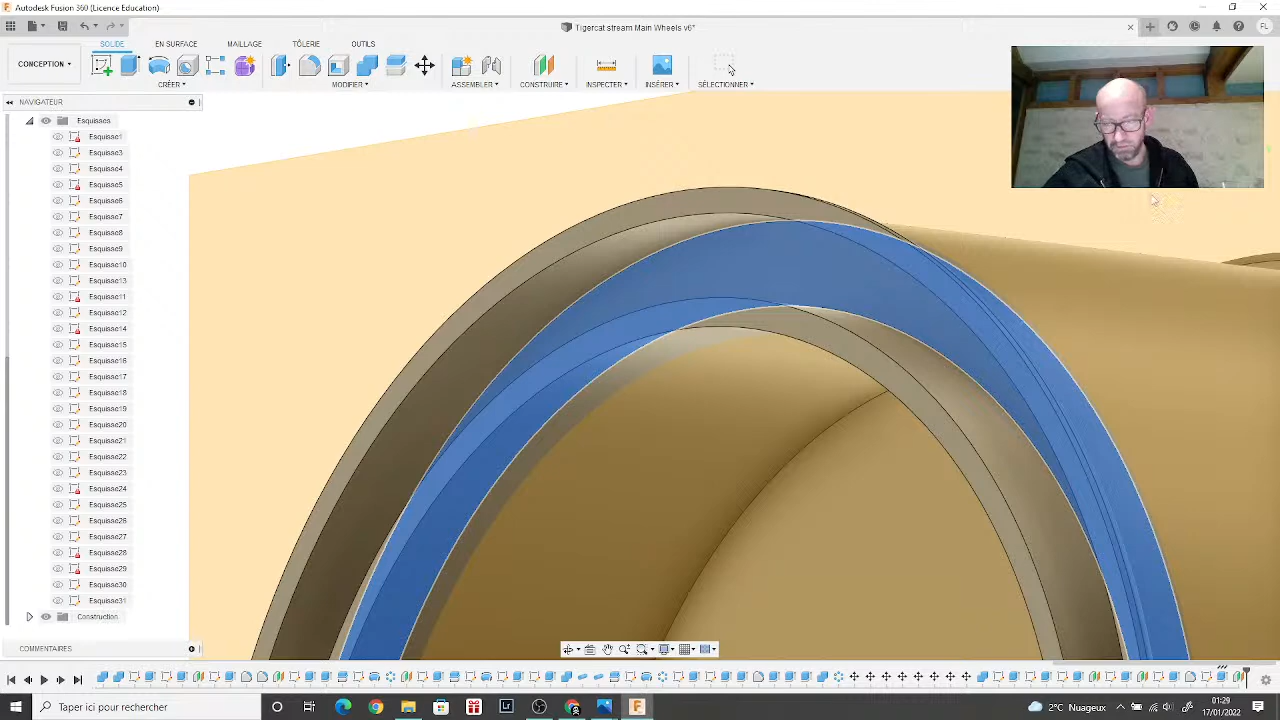 Autodesk Fusion 360 (Licence Education)
Tigercat stream Main Wheels v6*
FL
SOLIDE
EN SURFACE
MAILLAGE
TÔLERIE
OUTILS
CONCEPTION
CRÉER
MODIFIER
ASSEMBLER
CONSTRUIRE
INSPECTER
INSÉRER
SÉLECTIONNER
NAVIGATEUR
Esquisses
Esquisse1
Esquisse3
Esquisse4
Esquisse5
Esquisse6
Esquisse7
Esquisse8
Esquisse9
Esquisse10
Esquisse13
Esquisse11
Esquisse12
Esquisse14
Esquisse15
Esquisse16
Esquisse17
Esquisse18
Esquisse19
Esquisse20
Esquisse21
Esquisse22
Esquisse23
Esquisse24
Esquisse25
Esquisse26
Esquisse27
Esquisse28
Esquisse29
Esquisse30
Esquisse31
Construction
COMMENTAIRES
Taper ici pour rechercher
2°C Nuageux
01:29
17/01/2022